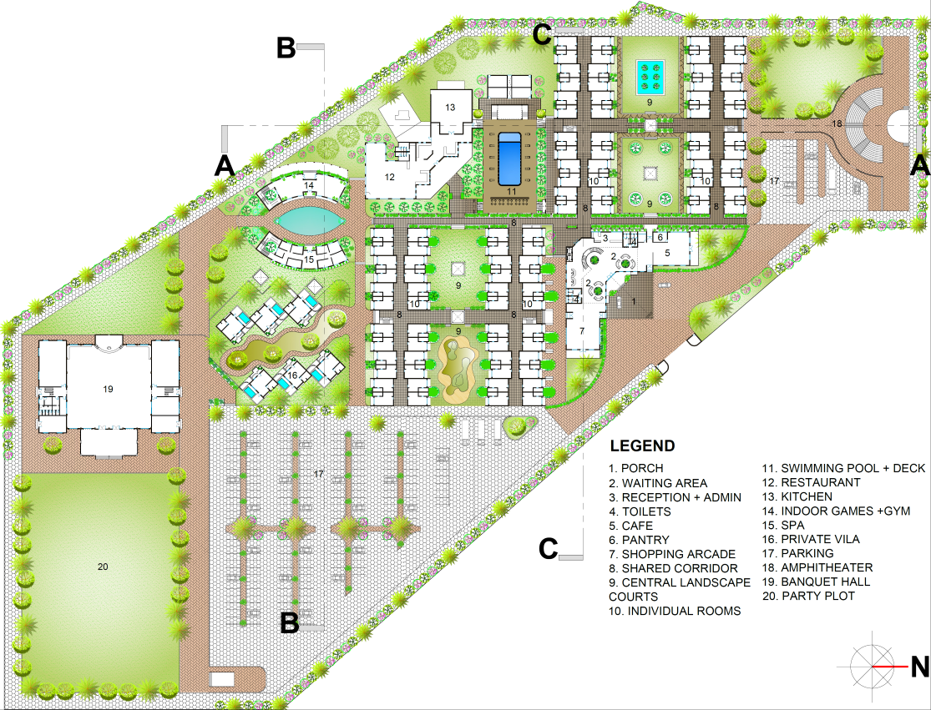 B
C
13
9
18
A
A
12
14
11
10
9
10
17
8
8
8
3
14
6
2
5
15
9
2
4
1
10
8
10
8
9
7
16
19
LEGEND
1. PORCH
2. WAITING AREA
3. RECEPTION + ADMIN
4. TOILETS
5. CAFE
6. PANTRY
7. SHOPPING ARCADE
8. SHARED CORRIDOR
9. CENTRAL LANDSCAPE
COURTS
10. INDIVIDUAL ROOMS
11. SWIMMING POOL + DECK
12. RESTAURANT
13. KITCHEN
14. INDOOR GAMES +GYM
15. SPA
16. PRIVATE VILA
17. PARKING
18. AMPHITHEATER
19. BANQUET HALL
20. PARTY PLOT
17
C
20
B
N